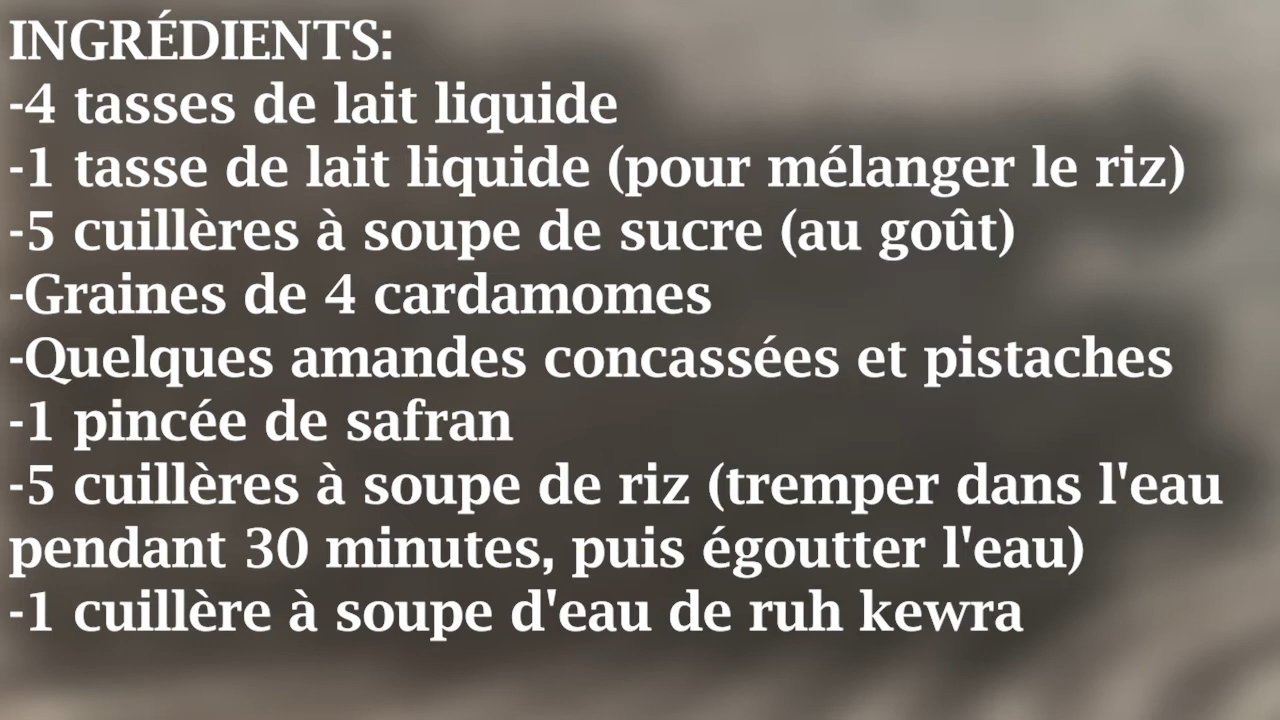 INGRÉDIENTS:
-4 tasses de lait liquide
-1 tasse de lait liquide (pour mélanger le riz)
-5 cuillères à soupe de sucre (au goût)
-Graines de 4 cardamomes
-Quelques amandes concassées et pistaches
-1 pincée de safran
-5 cuillères à soupe de riz (tremper dans l'eau
pendant 30 minutes, puis égoutter l'eau)
-1 cuillère à soupe d'eau de ruh kewra